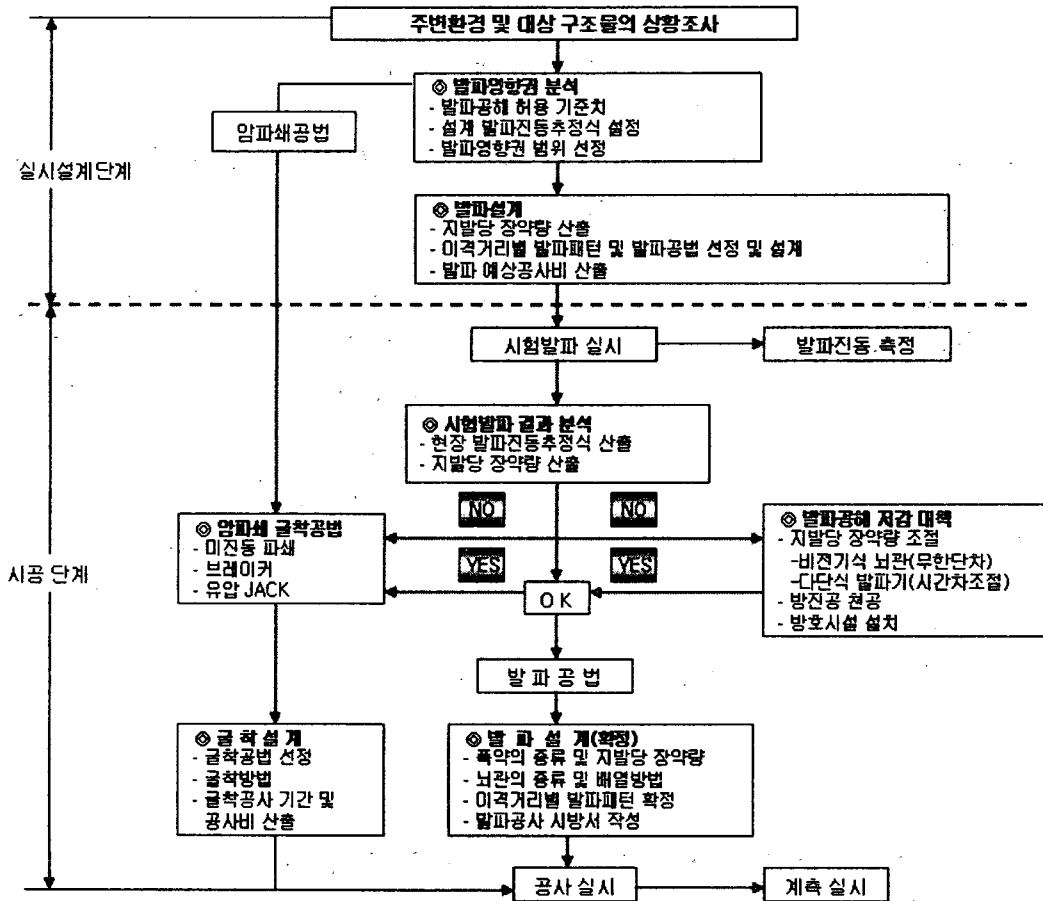 주변환경 및 대상 구조물의 상황조사
◎ 발파영향권 분석
- 발파공해 허용 기준치
- 설계 발파진동추정식 설정
- 발파영향권 범위 선정
암파쇄공법
실시설계단계
◎ 발파설계
- 지발당 장약량 산출
- 이격거리별 발파패턴 및 발파공법 선정 및 설계
- 발파 예상공사비 산출
시험발파 실시
발파진동 측정
◎ 시험발파 결과 분석
- 현장 발파진동추정식 산출
- 지발당 장약량 산출
NO
NO
◎ 암파쇄 굴착공법
- 미진동 파쇄
- 브레이커
- 유압 JACK
◎ 발파공해 저감 대책
- 지발당 장약량 조절
-비전기식 뇌관(무한단차)
-다단식 발파기(시간차조절)
- 방진공 천공
- 방호시설 설치
YES
YES
O K
시공 단계
발 파 공 법
◎ 굴 착 설 계
- 굴착공법 선정
- 굴착방법
- 굴착공사 기간 및
공사비 산출
◎ 발 파 설 계(확정)
- 폭약의 종류 및 지발당 장약량
- 뇌관의 종류 및 배열방법
- 이격거리별 발파패턴 확정
- 발파공사 시방서 작성
공사 실시
계측 실시